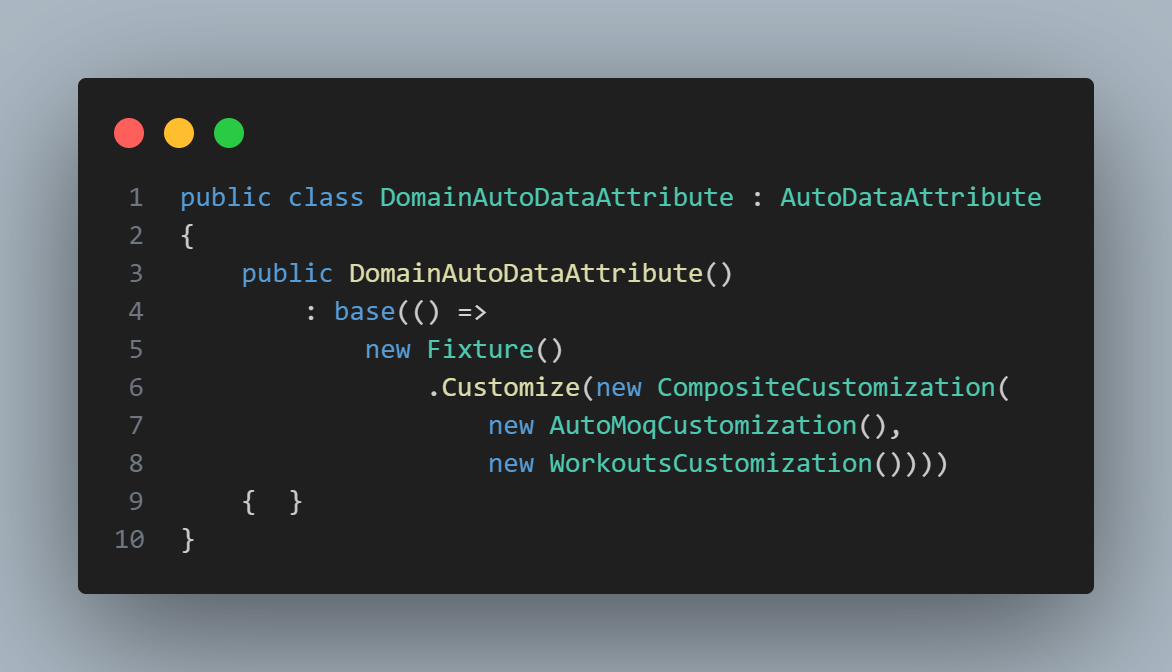 1 public class DomainAutoDataAttribute : AutoDataAttribute
2 {
3     public DomainAutoDataAttribute()
4         : base(() =>
5             new Fixture()
6                 .Customize(new CompositeCustomization(
7                     new AutoMoqCustomization(),
8                     new WorkoutsCustomization())))
9     {  }
10 }